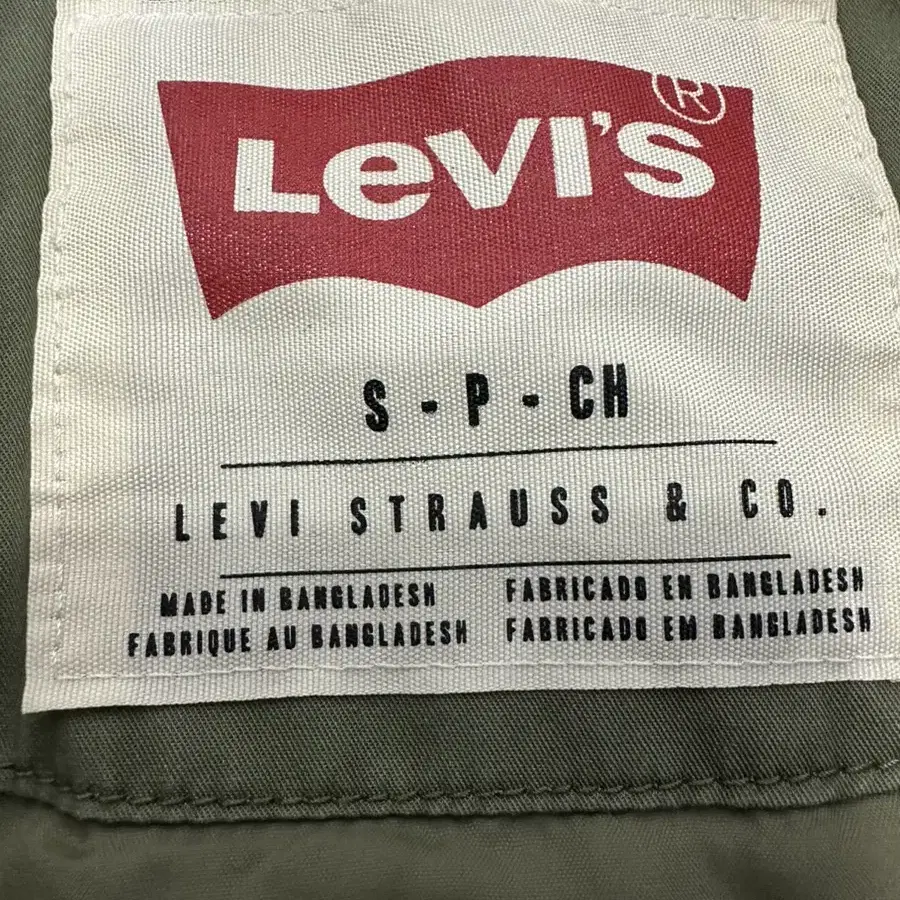 LeVI'S®
S - P - CH
LEVI STRAUSS & CO.
MADE IN BANGLADESH FABRICADO EN BANGLADESH
FABRIQUE AU BANGLADESH FABRICADO EM BANGLADESH